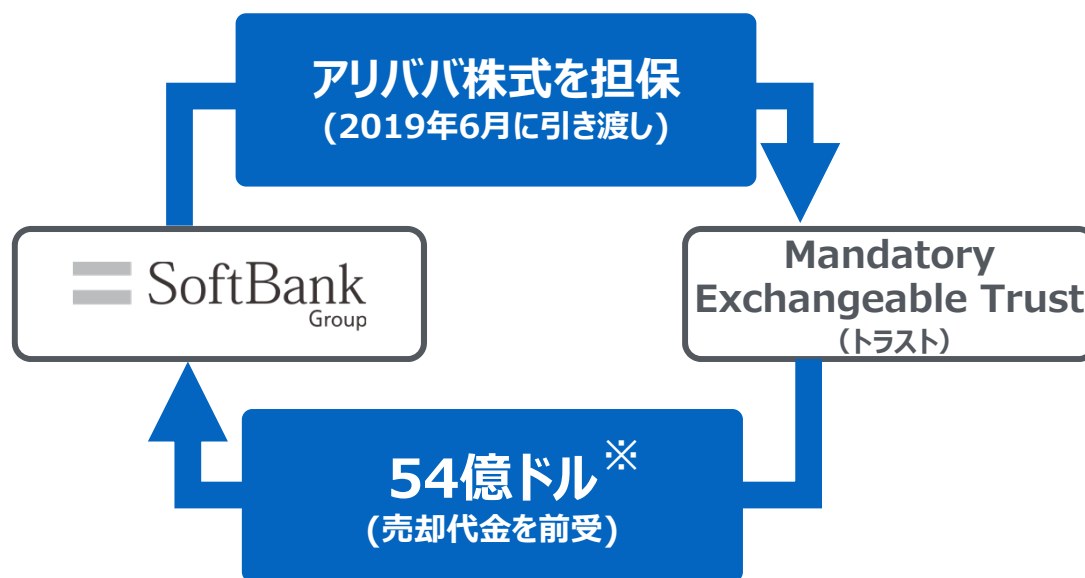 アリババ株式を担保
(2019年6月に引き渡し)
SoftBank
Group
Mandatory
Exchangeable Trust
（トラスト）
54億ドル※
(売却代金を前受)